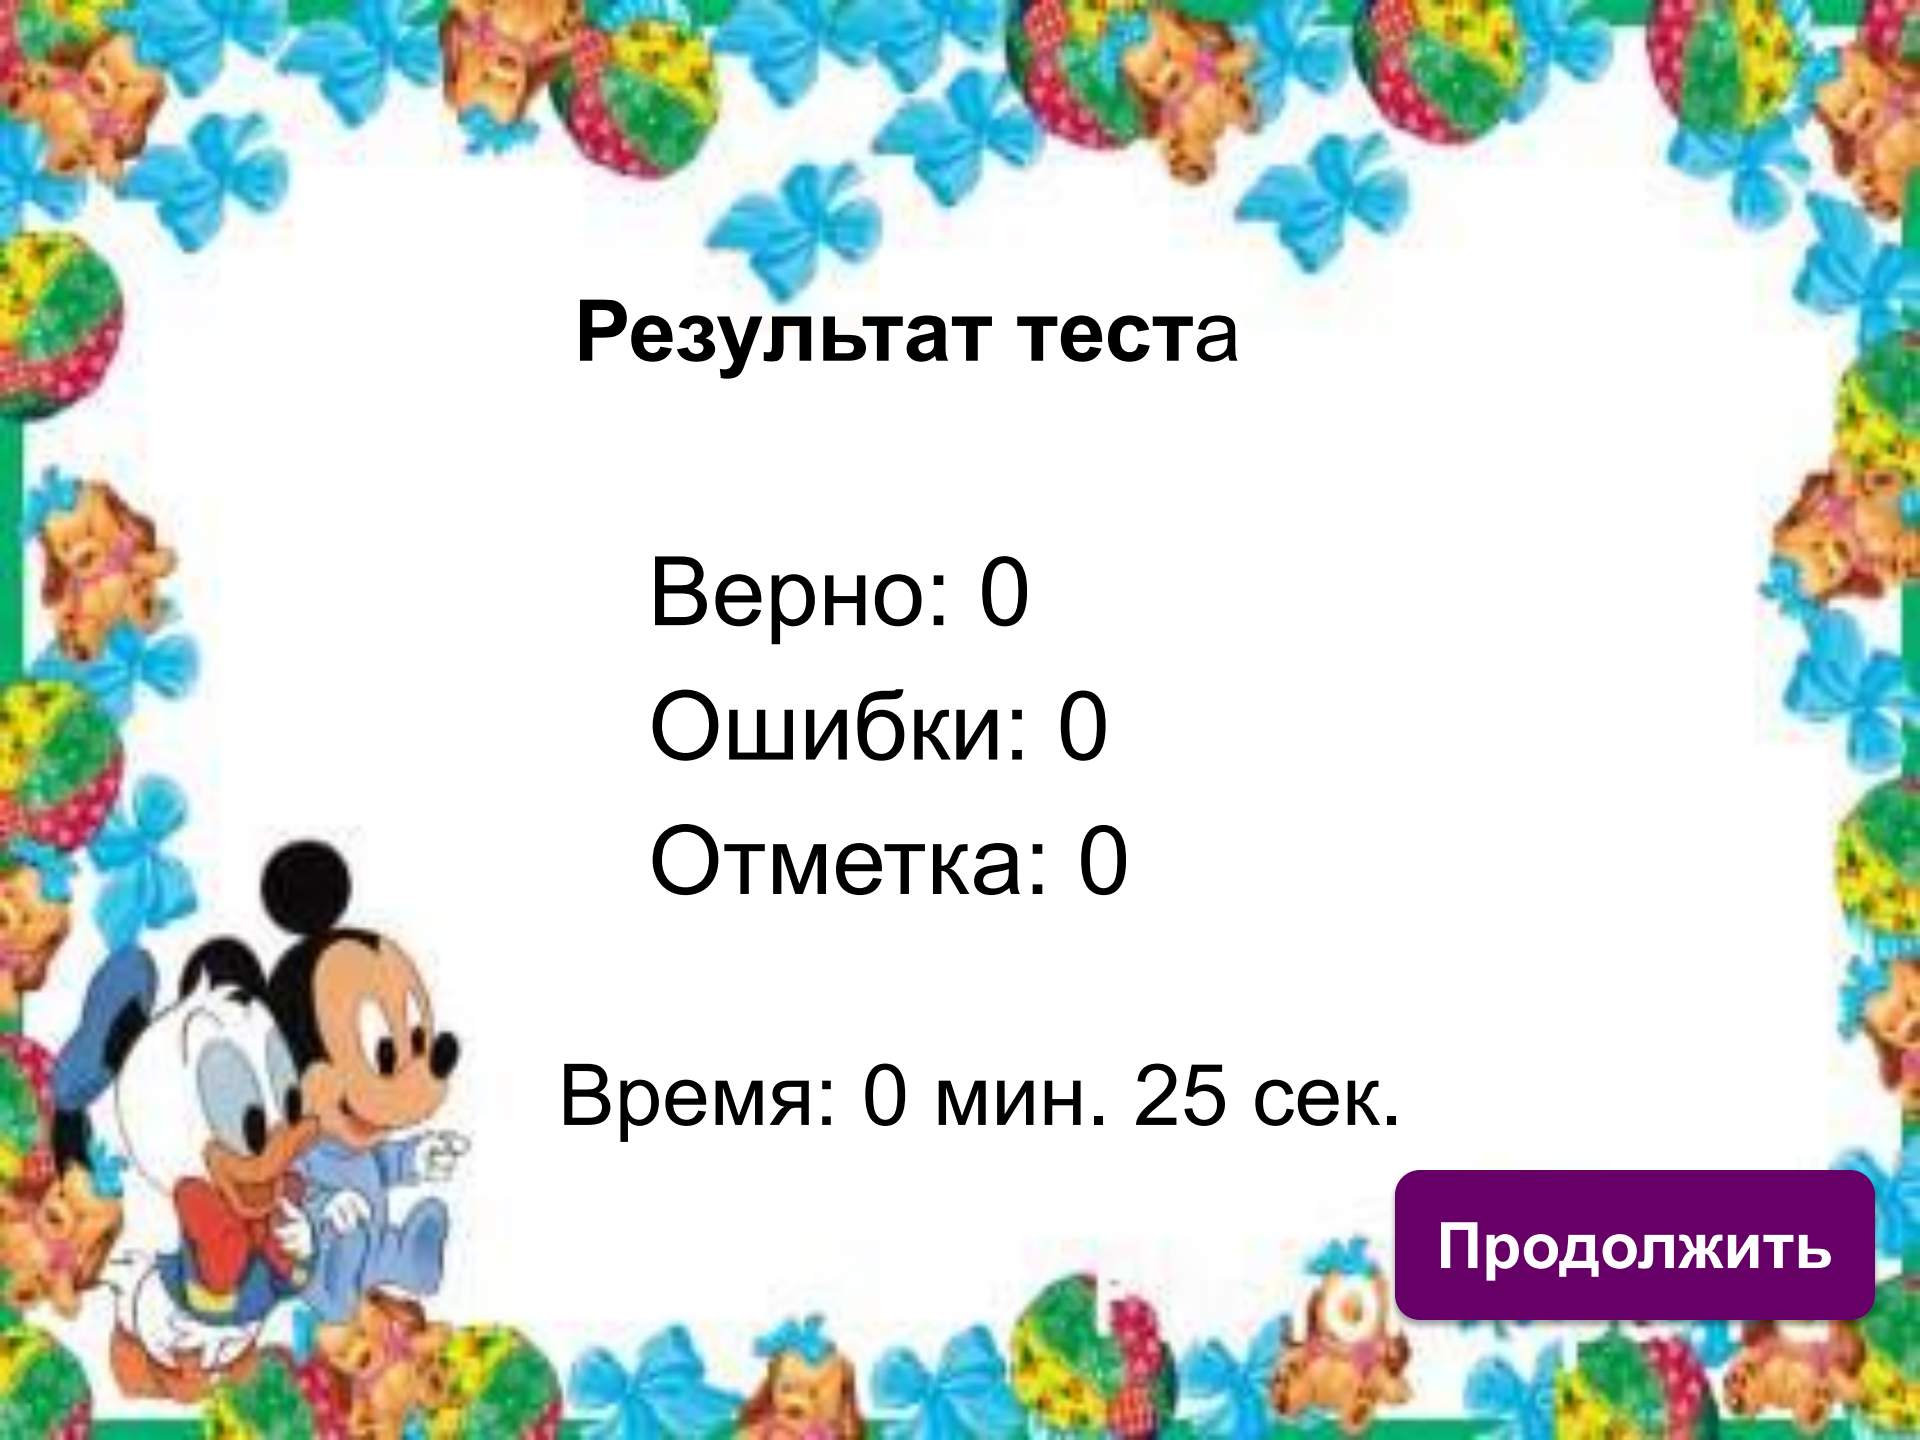 Результат теста
Верно: 0
Ошибки: 0
Отметка: 0
Время: 0 мин. 25 сек.
Продолжить